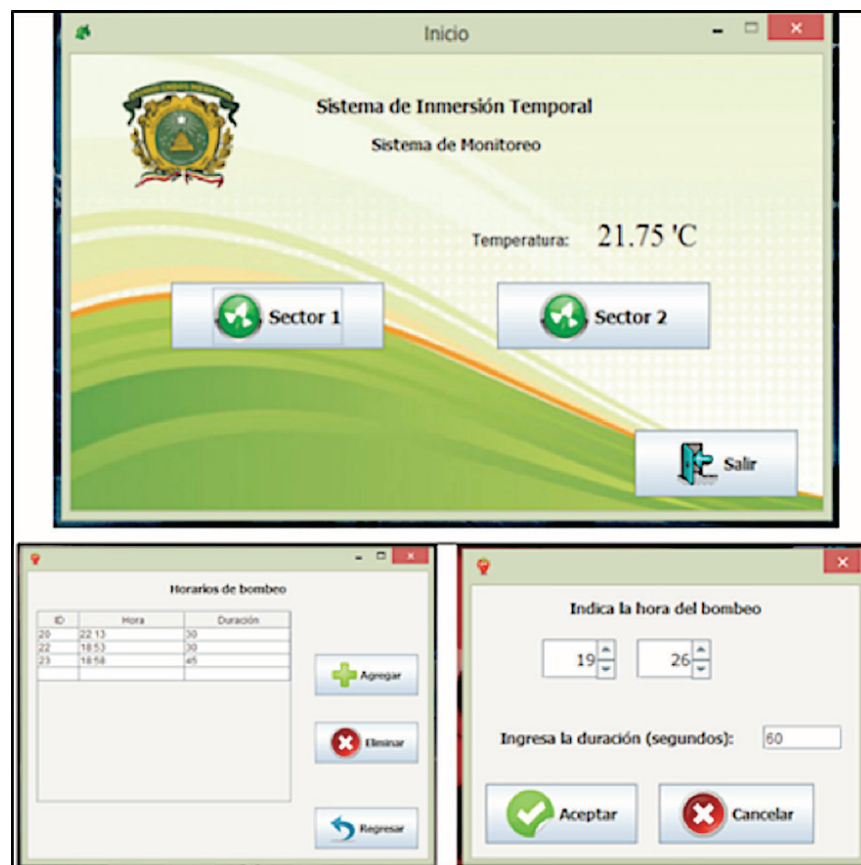 Inicio
Sistema de Inmersión Temporal
Sistema de Monitoreo
Temperatura: 21.75 'C
Sector 1 Sector 2
Salir
Horarios de bombeo
ID Hora Duración
20 22:13 30
22 18:53 30
23 18:58 45
Agregar
Eliminar
Regresar
Indica la hora del bombeo
19 26
Ingresa la duración (segundos): 60
Aceptar Cancelar